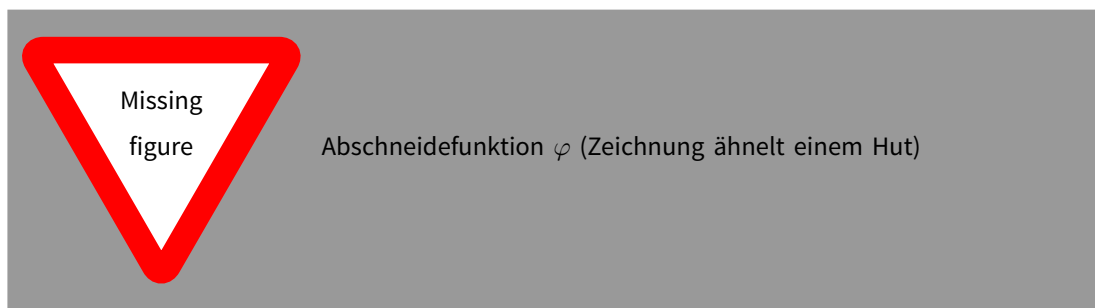 Missing
figure
Abschneidefunktion φ (Zeichnung ähnelt einem Hut)